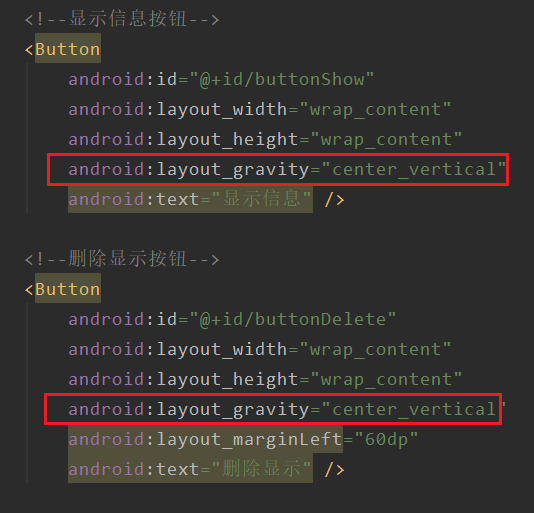 <!--显示信息按钮-->
<Button
android:id="@+id/buttonShow"
android:layout_width="wrap_content"
android:layout_height="wrap_content"
android:layout_gravity="center_vertical"
android:text="显示信息" />
<!--删除显示按钮-->
<Button
android:id="@+id/buttonDelete"
android:layout_width="wrap_content"
android:layout_height="wrap_content"
android:layout_gravity="center_vertical"
android:layout_marginLeft="60dp"
android:text="删除显示" />